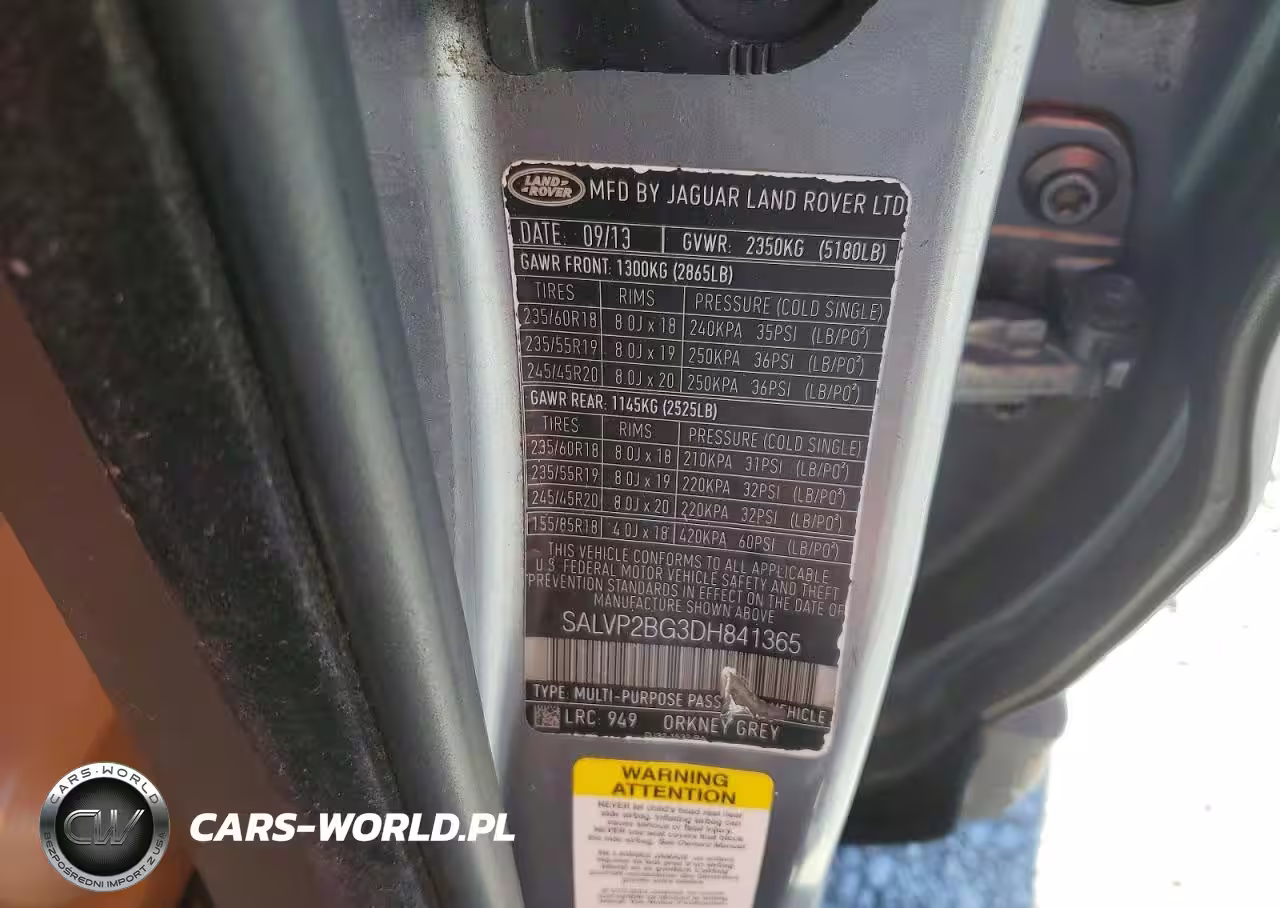 LAND ROVER MFD BY JAGUAR LAND ROVER LTD
DATE: 09/13 GVWR: 2350KG (5180LB)
GAWR FRONT: 1300KG (2865LB)
TIRES RIMS PRESSURE (COLD SINGLE)
235/60R18 8.0J x 18 240KPA 35PSI (LB/PO²)
235/55R19 8.0J x 19 250KPA 36PSI (LB/PO²)
245/45R20 8.0J x 20 250KPA 36PSI (LB/PO²)
GAWR REAR: 1145KG (2525LB)
TIRES RIMS PRESSURE (COLD SINGLE)
235/60R18 8.0J x 18 210KPA 31PSI (LB/PO²)
235/55R19 8.0J x 19 220KPA 32PSI (LB/PO²)
245/45R20 8.0J x 20 220KPA 32PSI (LB/PO²)
155/85R18 4.0J x 18 420KPA 60PSI (LB/PO²)
THIS VEHICLE CONFORMS TO ALL APPLICABLE
U.S. FEDERAL MOTOR VEHICLE SAFETY AND THEFT
PREVENTION STANDARDS IN EFFECT ON THE DATE OF
MANUFACTURE SHOWN ABOVE
SALVP2BG3DH841365
TYPE: MULTI-PURPOSE PASS EHICLE
LRC: 949 ORKNEY GREY
WARNING
ATTENTION
NEVER
CARS-WORLD
CW
BEZPOŚREDNI IMPORT Z USA
CARS-WORLD.PL